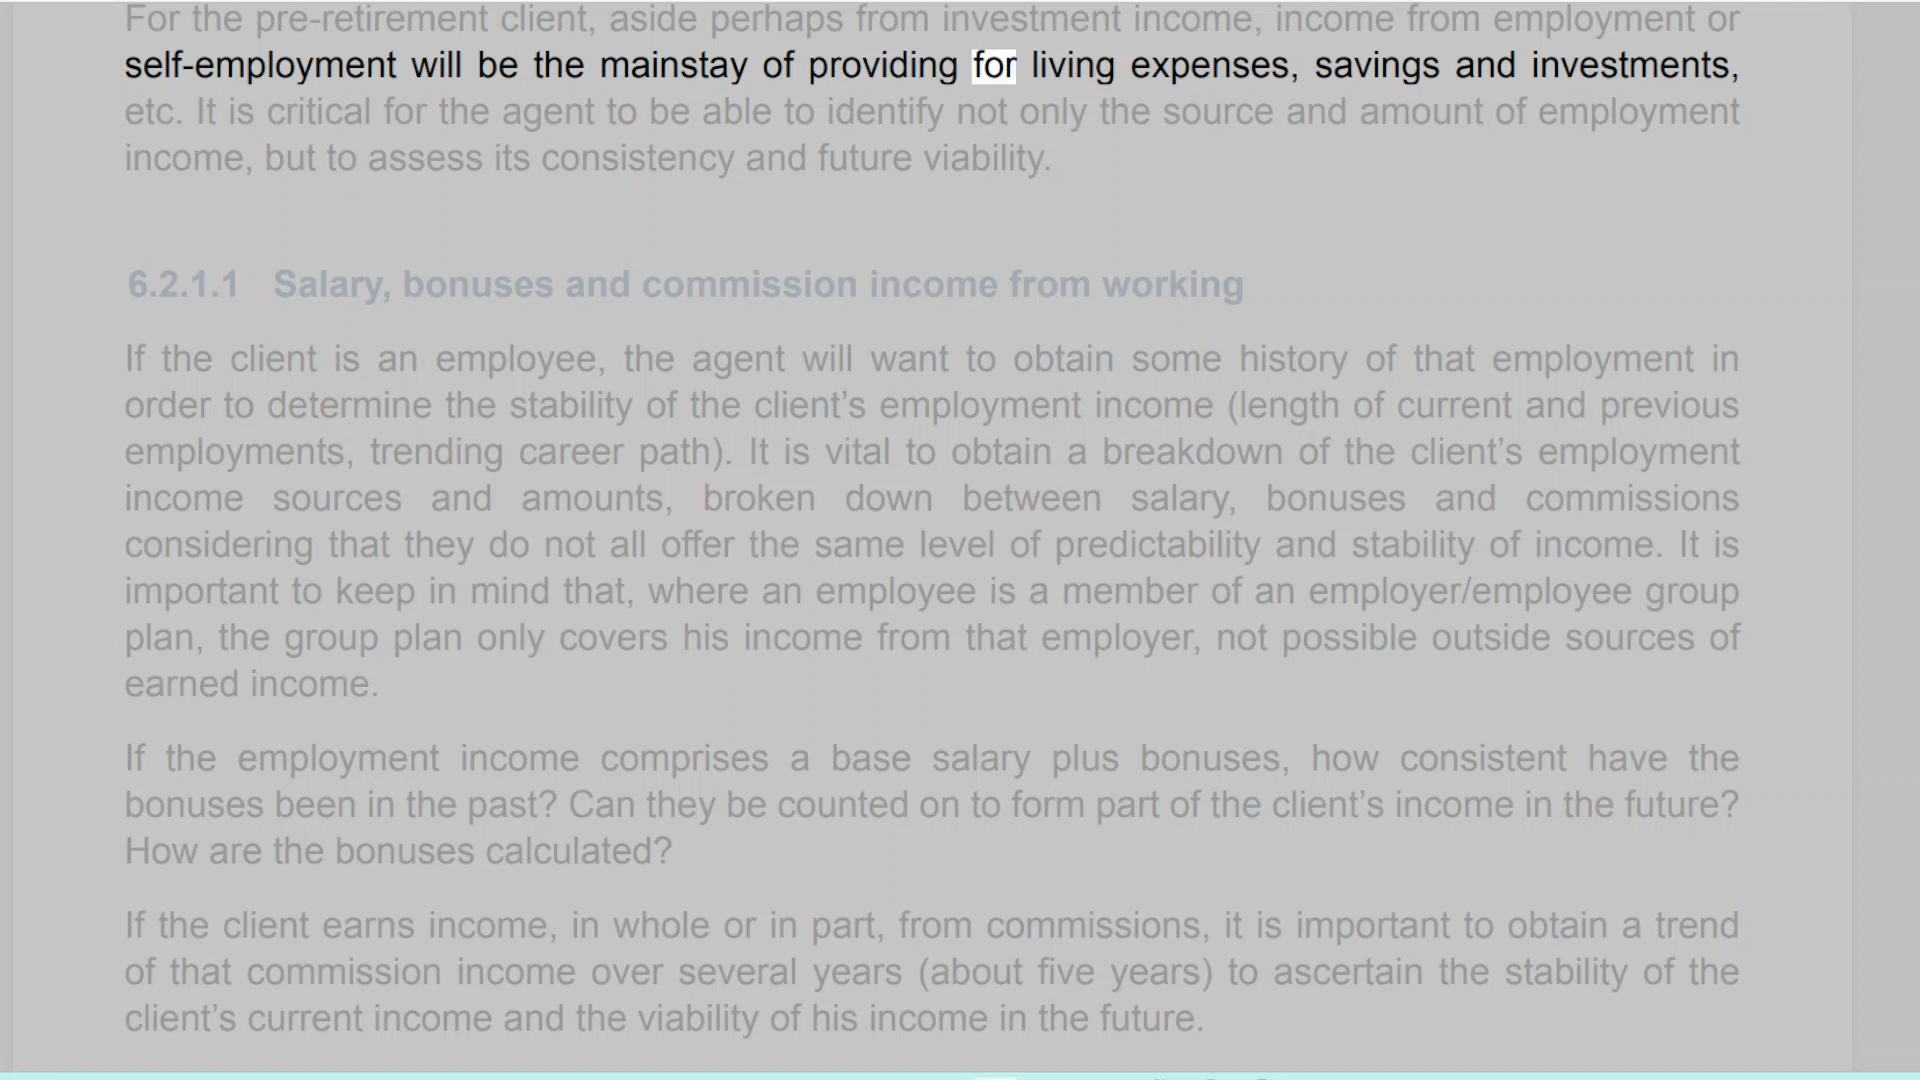 For the pre-retirement client, aside perhaps from investment income, income from employment or
self-employment will be the mainstay of providing for living expenses, savings and investments,
etc. It is critical for the agent to be able to identify not only the source and amount of employment
income, but to assess its consistency and future viability.
6.2.1.1 Salary, bonuses and commission income from working
If the client is an employee, the agent will want to obtain some history of that employment in
order to determine the stability of the client’s employment income (length of current and previous
employments, trending career path). It is vital to obtain a breakdown of the client’s employment
income sources and amounts, broken down between salary, bonuses and commissions
considering that they do not all offer the same level of predictability and stability of income. It is
important to keep in mind that, where an employee is a member of an employer/employee group
plan, the group plan only covers his income from that employer, not possible outside sources of
earned income.
If the employment income comprises a base salary plus bonuses, how consistent have the
bonuses been in the past? Can they be counted on to form part of the client’s income in the future?
How are the bonuses calculated?
If the client earns income, in whole or in part, from commissions, it is important to obtain a trend
of that commission income over several years (about five years) to ascertain the stability of the
client’s current income and the viability of his income in the future.